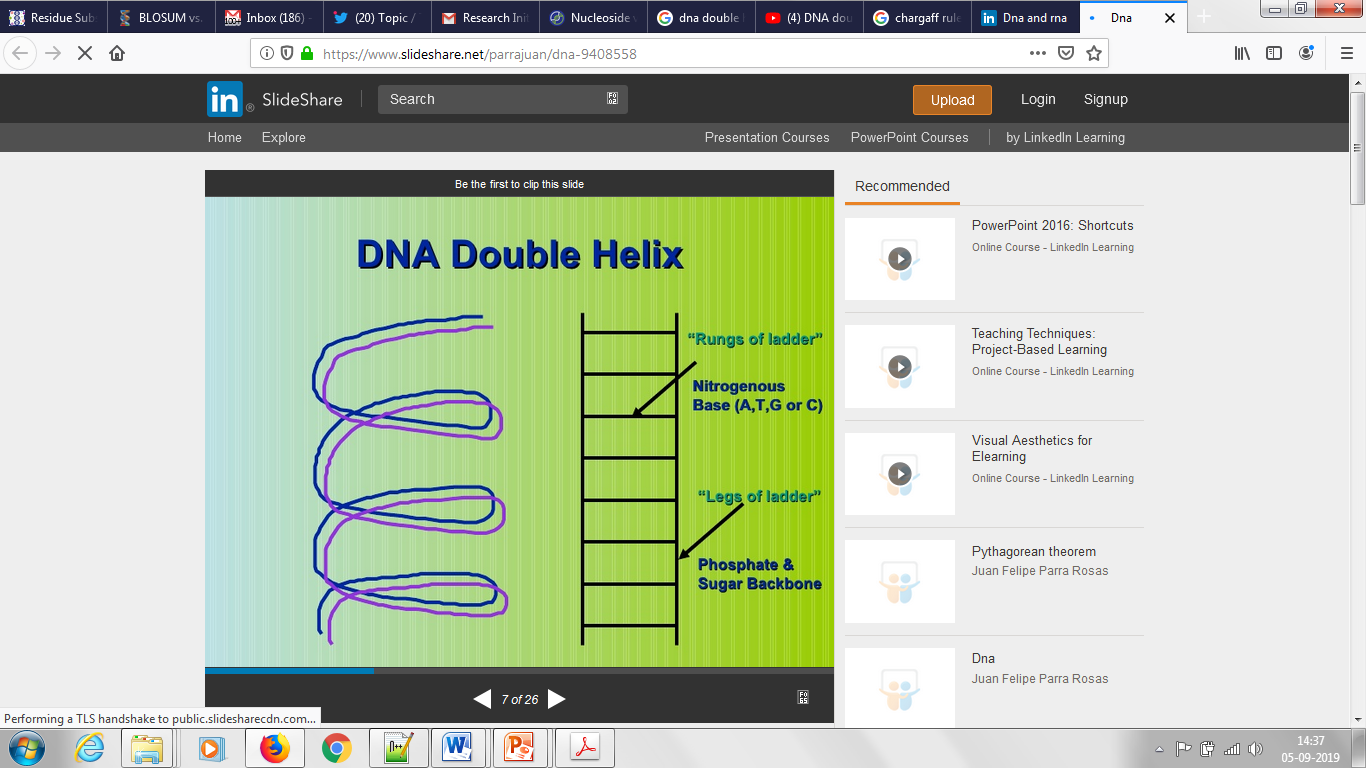 Residue Sub
BLOSUM vs.
Inbox (186) -
(20) Topic /
Research Init
Nucleoside v
dna double l
(4) DNA dou
chargaff rule
Dna and rna
Dna
https://www.slideshare.net/parrajuan/dna-9408558
in SlideShare
Search
Upload
Login
Signup
Home
Explore
Presentation Courses
PowerPoint Courses
by LinkedIn Learning
Be the first to clip this slide
DNA Double Helix
“Rungs of ladder”
Nitrogenous
Base (A,T,G or C)
“Legs of ladder”
Phosphate &
Sugar Backbone
7 of 26
Recommended
PowerPoint 2016: Shortcuts
Online Course - LinkedIn Learning
Teaching Techniques:
Project-Based Learning
Online Course - LinkedIn Learning
Visual Aesthetics for
Elearning
Online Course - LinkedIn Learning
Pythagorean theorem
Juan Felipe Parra Rosas
Dna
Juan Felipe Parra Rosas
Performing a TLS handshake to public.slidesharecdn.com...
14:37
05-09-2019